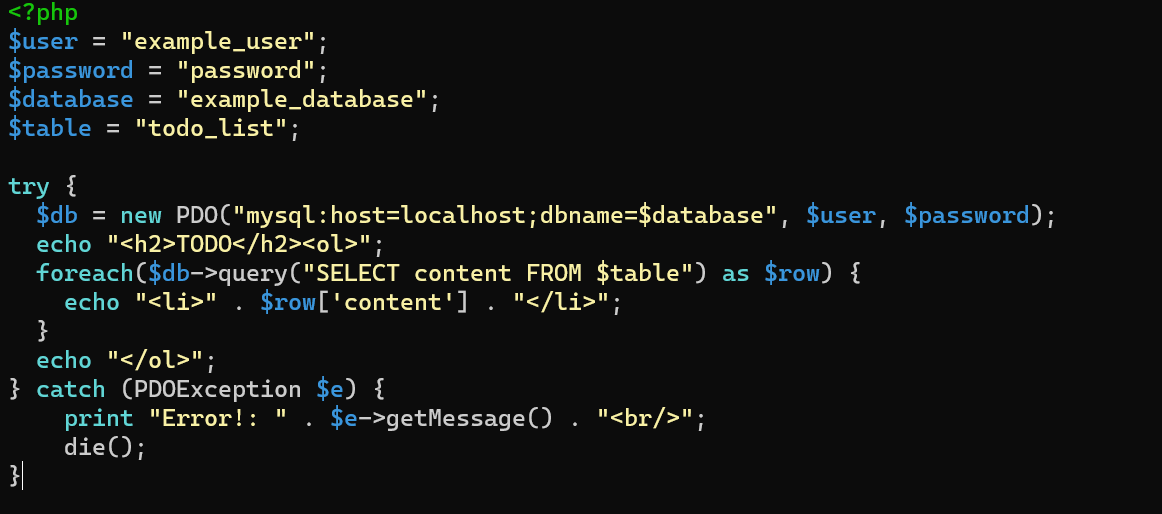 <?php
$user = "example_user";
$password = "password";
$database = "example_database";
$table = "todo_list";

try {
  $db = new PDO("mysql:host=localhost;dbname=$database", $user, $password);
  echo "<h2>TODO</h2><ol>";
  foreach($db->query("SELECT content FROM $table") as $row) {
    echo "<li>" . $row['content'] . "</li>";
  }
  echo "</ol>";
} catch (PDOException $e) {
    print "Error!: " . $e->getMessage() . "<br/>";
    die();
}